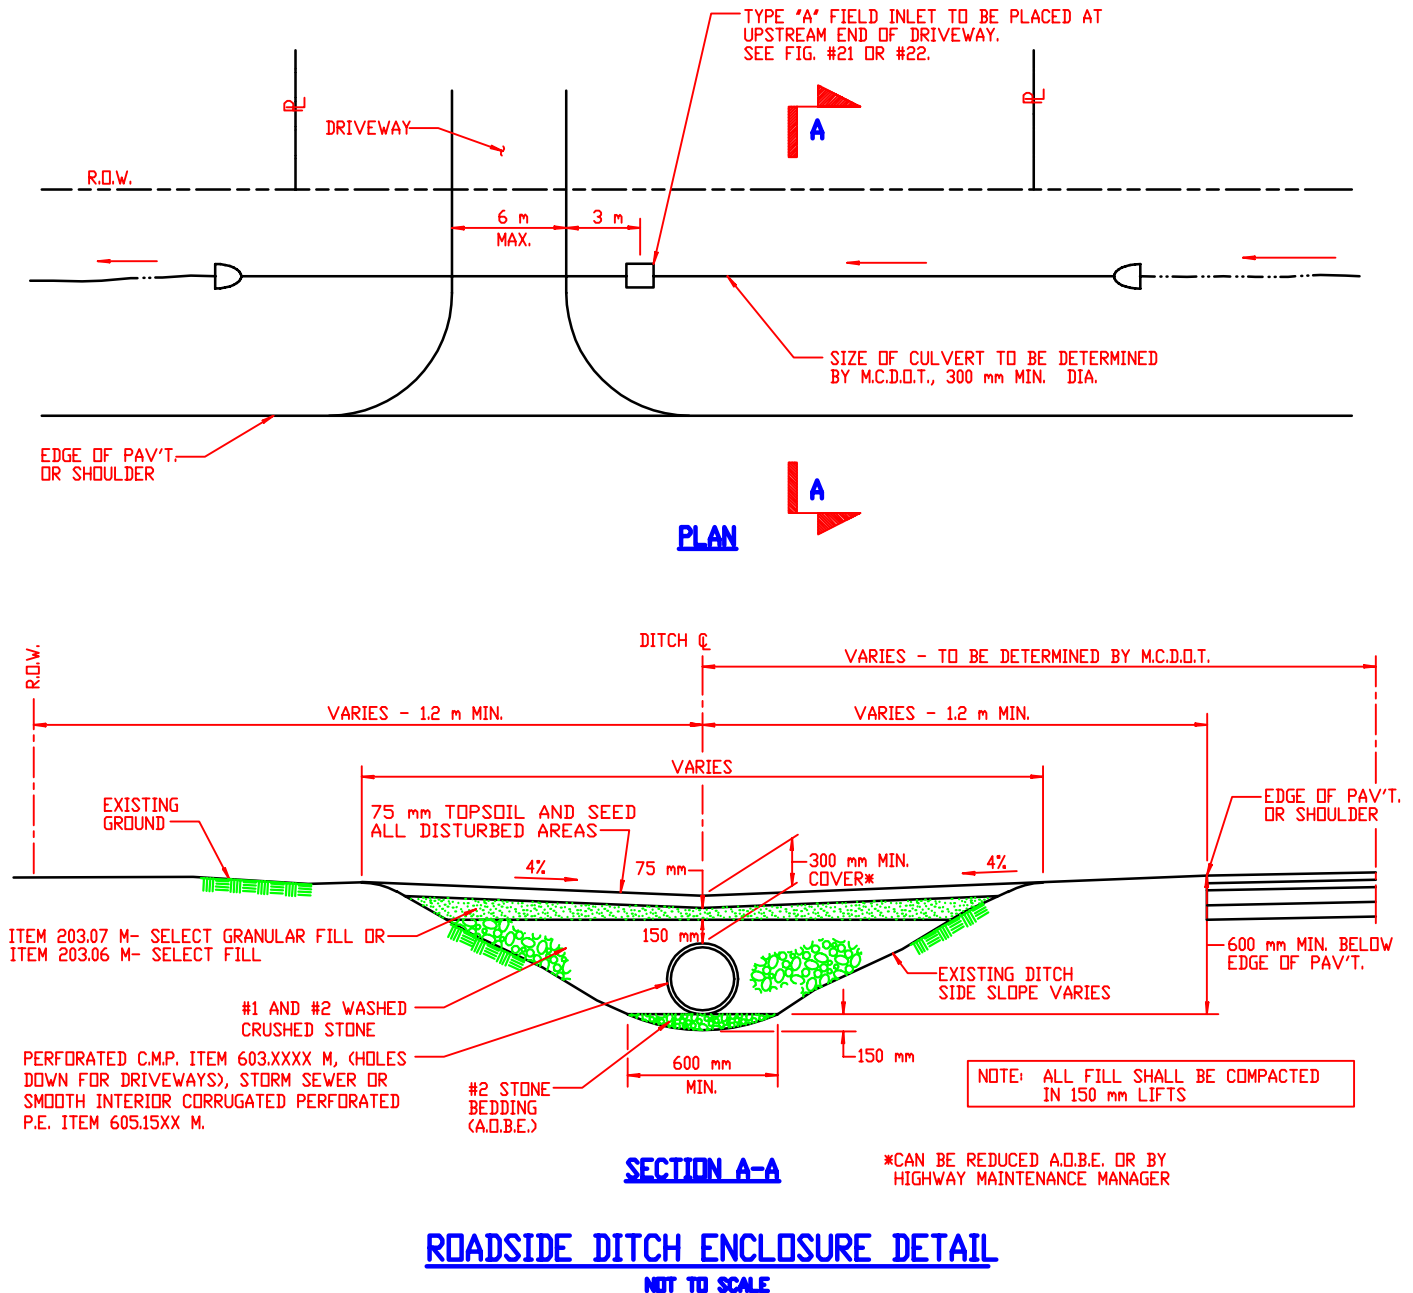 TYPE "A" FIELD INLET TO BE PLACED AT
UPSTREAM END OF DRIVEWAY.
SEE FIG. #21 OR #22.
PL
PL
DRIVEWAY
A
R.O.W.
6 m
MAX.
3 m
SIZE OF CULVERT TO BE DETERMINED
BY M.C.D.O.T., 300 mm MIN. DIA.
EDGE OF PAV'T.
OR SHOULDER
A
PLAN
DITCH CL
R.O.W.
VARIES - TO BE DETERMINED BY M.C.D.O.T.
VARIES - 1.2 m MIN.
VARIES - 1.2 m MIN.
VARIES
EXISTING
GROUND
75 mm TOPSOIL AND SEED
ALL DISTURBED AREAS
EDGE OF PAV'T.
OR SHOULDER
4%
75 mm
300 mm MIN.
COVER*
4%
ITEM 203.07 M- SELECT GRANULAR FILL OR
ITEM 203.06 M- SELECT FILL
150 mm
600 mm MIN. BELOW
EDGE OF PAV'T.
EXISTING DITCH
SIDE SLOPE VARIES
#1 AND #2 WASHED
CRUSHED STONE
PERFORATED C.M.P. ITEM 603.XXXX M, (HOLES
DOWN FOR DRIVEWAYS), STORM SEWER OR
SMOOTH INTERIOR CORRUGATED PERFORATED
P.E. ITEM 605.15XX M.
600 mm
MIN.
150 mm
#2 STONE
BEDDING
(A.O.B.E.)
NOTE: ALL FILL SHALL BE COMPACTED
IN 150 mm LIFTS
SECTION A-A
*CAN BE REDUCED A.O.B.E. OR BY
HIGHWAY MAINTENANCE MANAGER
ROADSIDE DITCH ENCLOSURE DETAIL
NOT TO SCALE